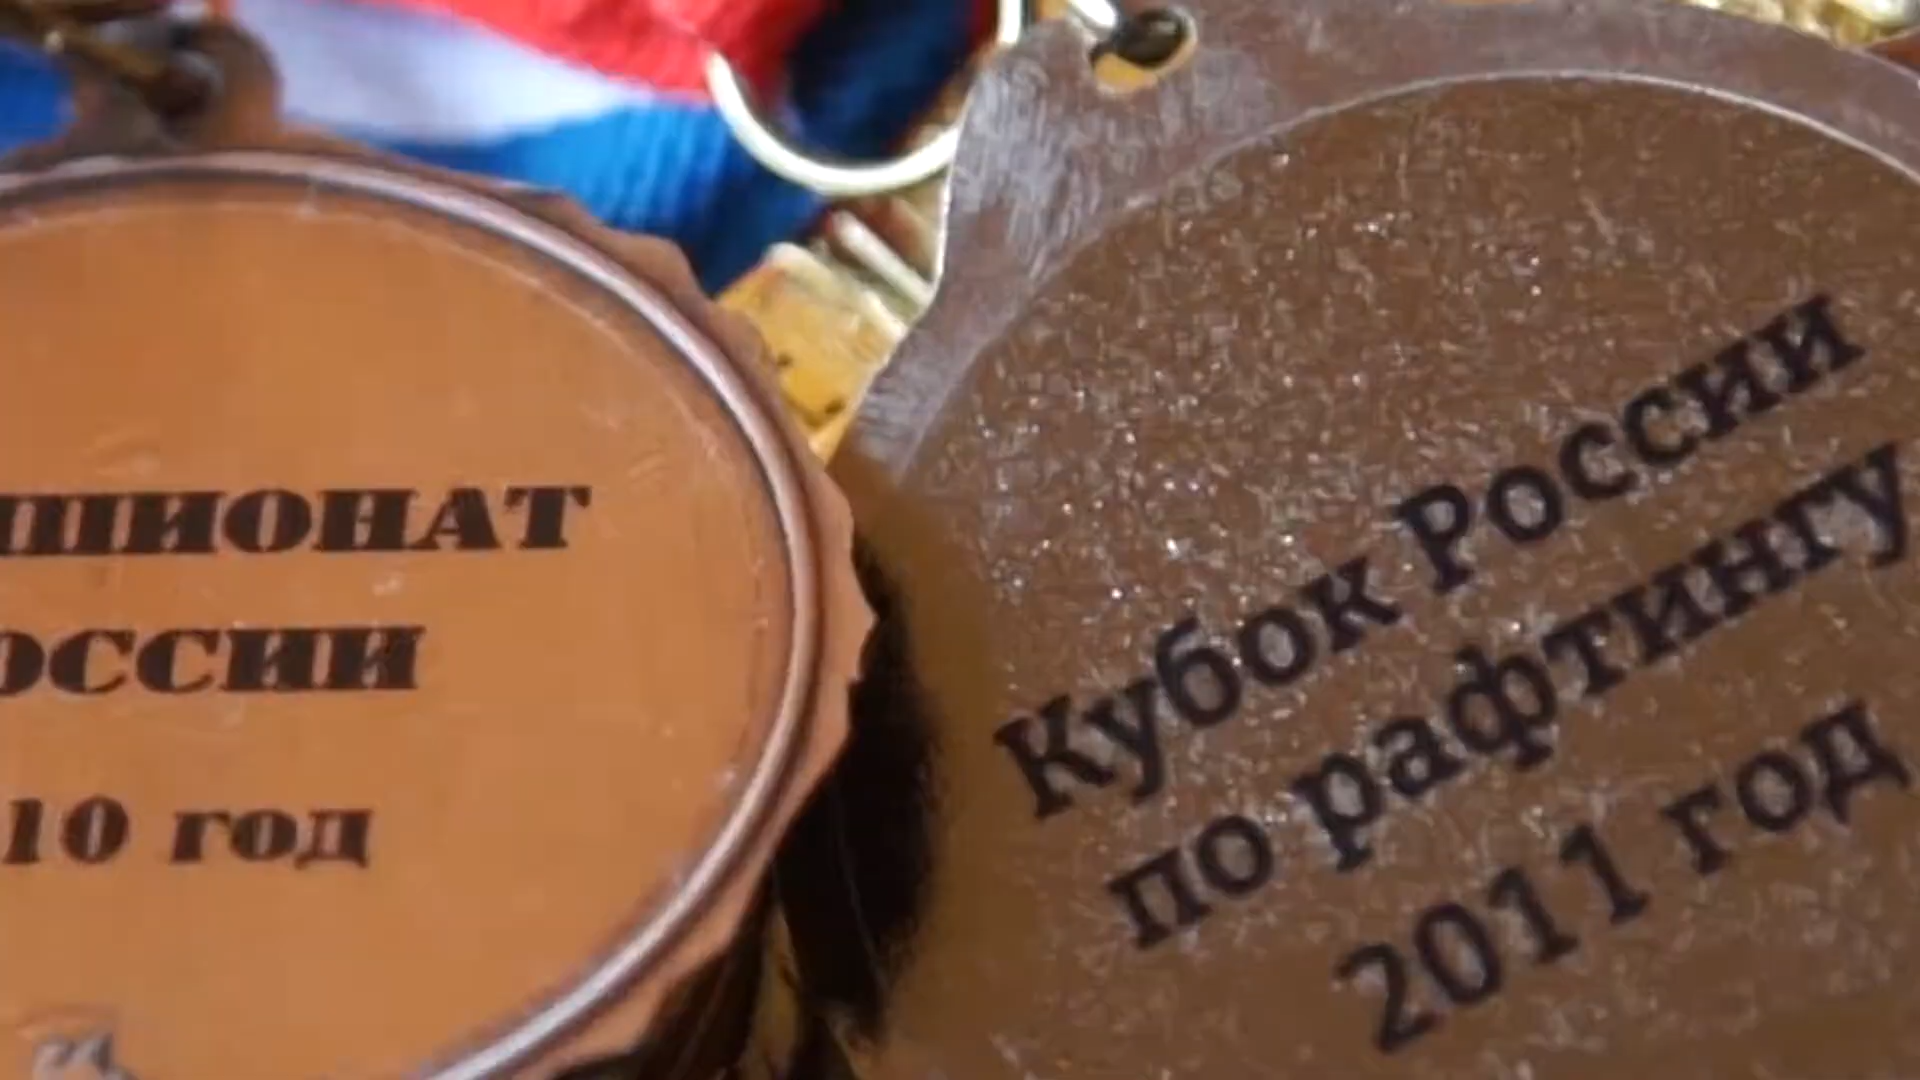 пионат
оссии
10 год
Кубок России
по рафтингу
2011 год